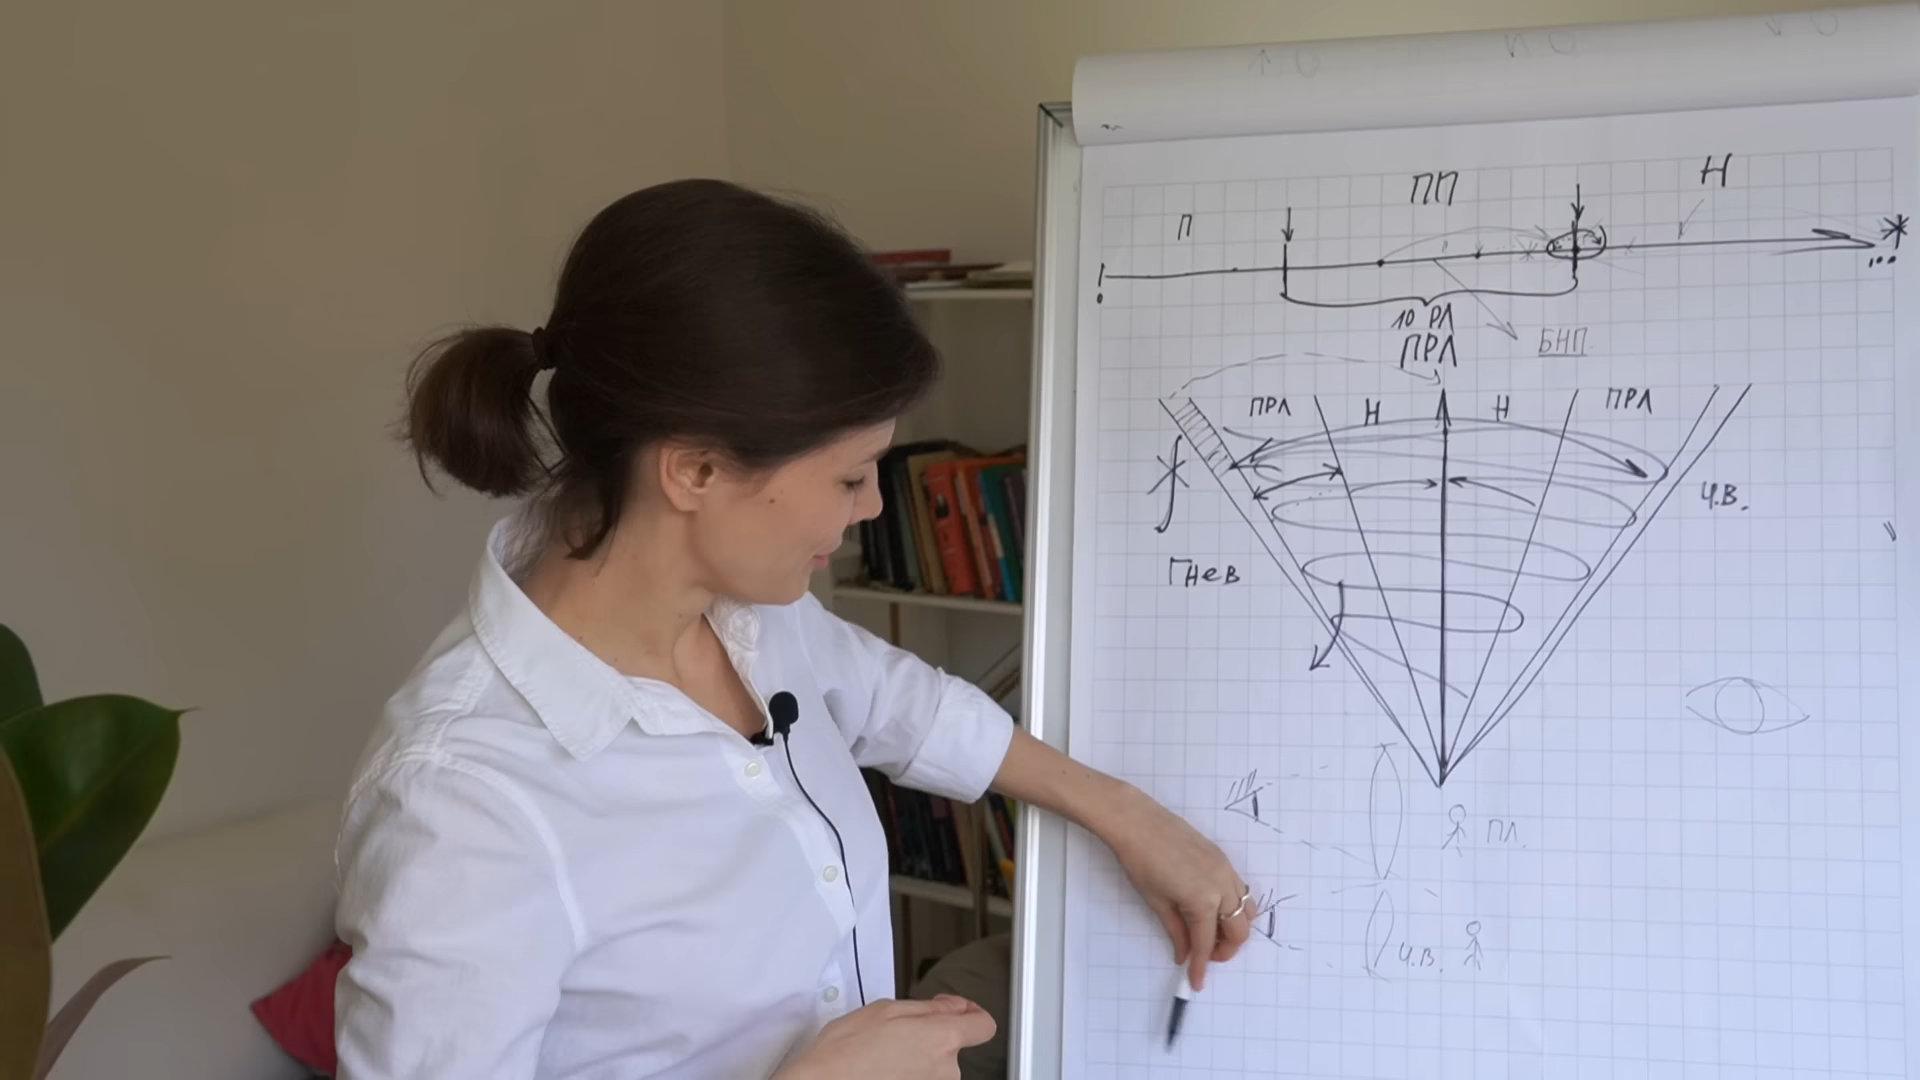 ПП
Н
П
10 РЛ
ПРЛ
БНП
ПРЛ Н Н ПРЛ
Ч.В.
Гнев
ПЛ.
Ч.В.